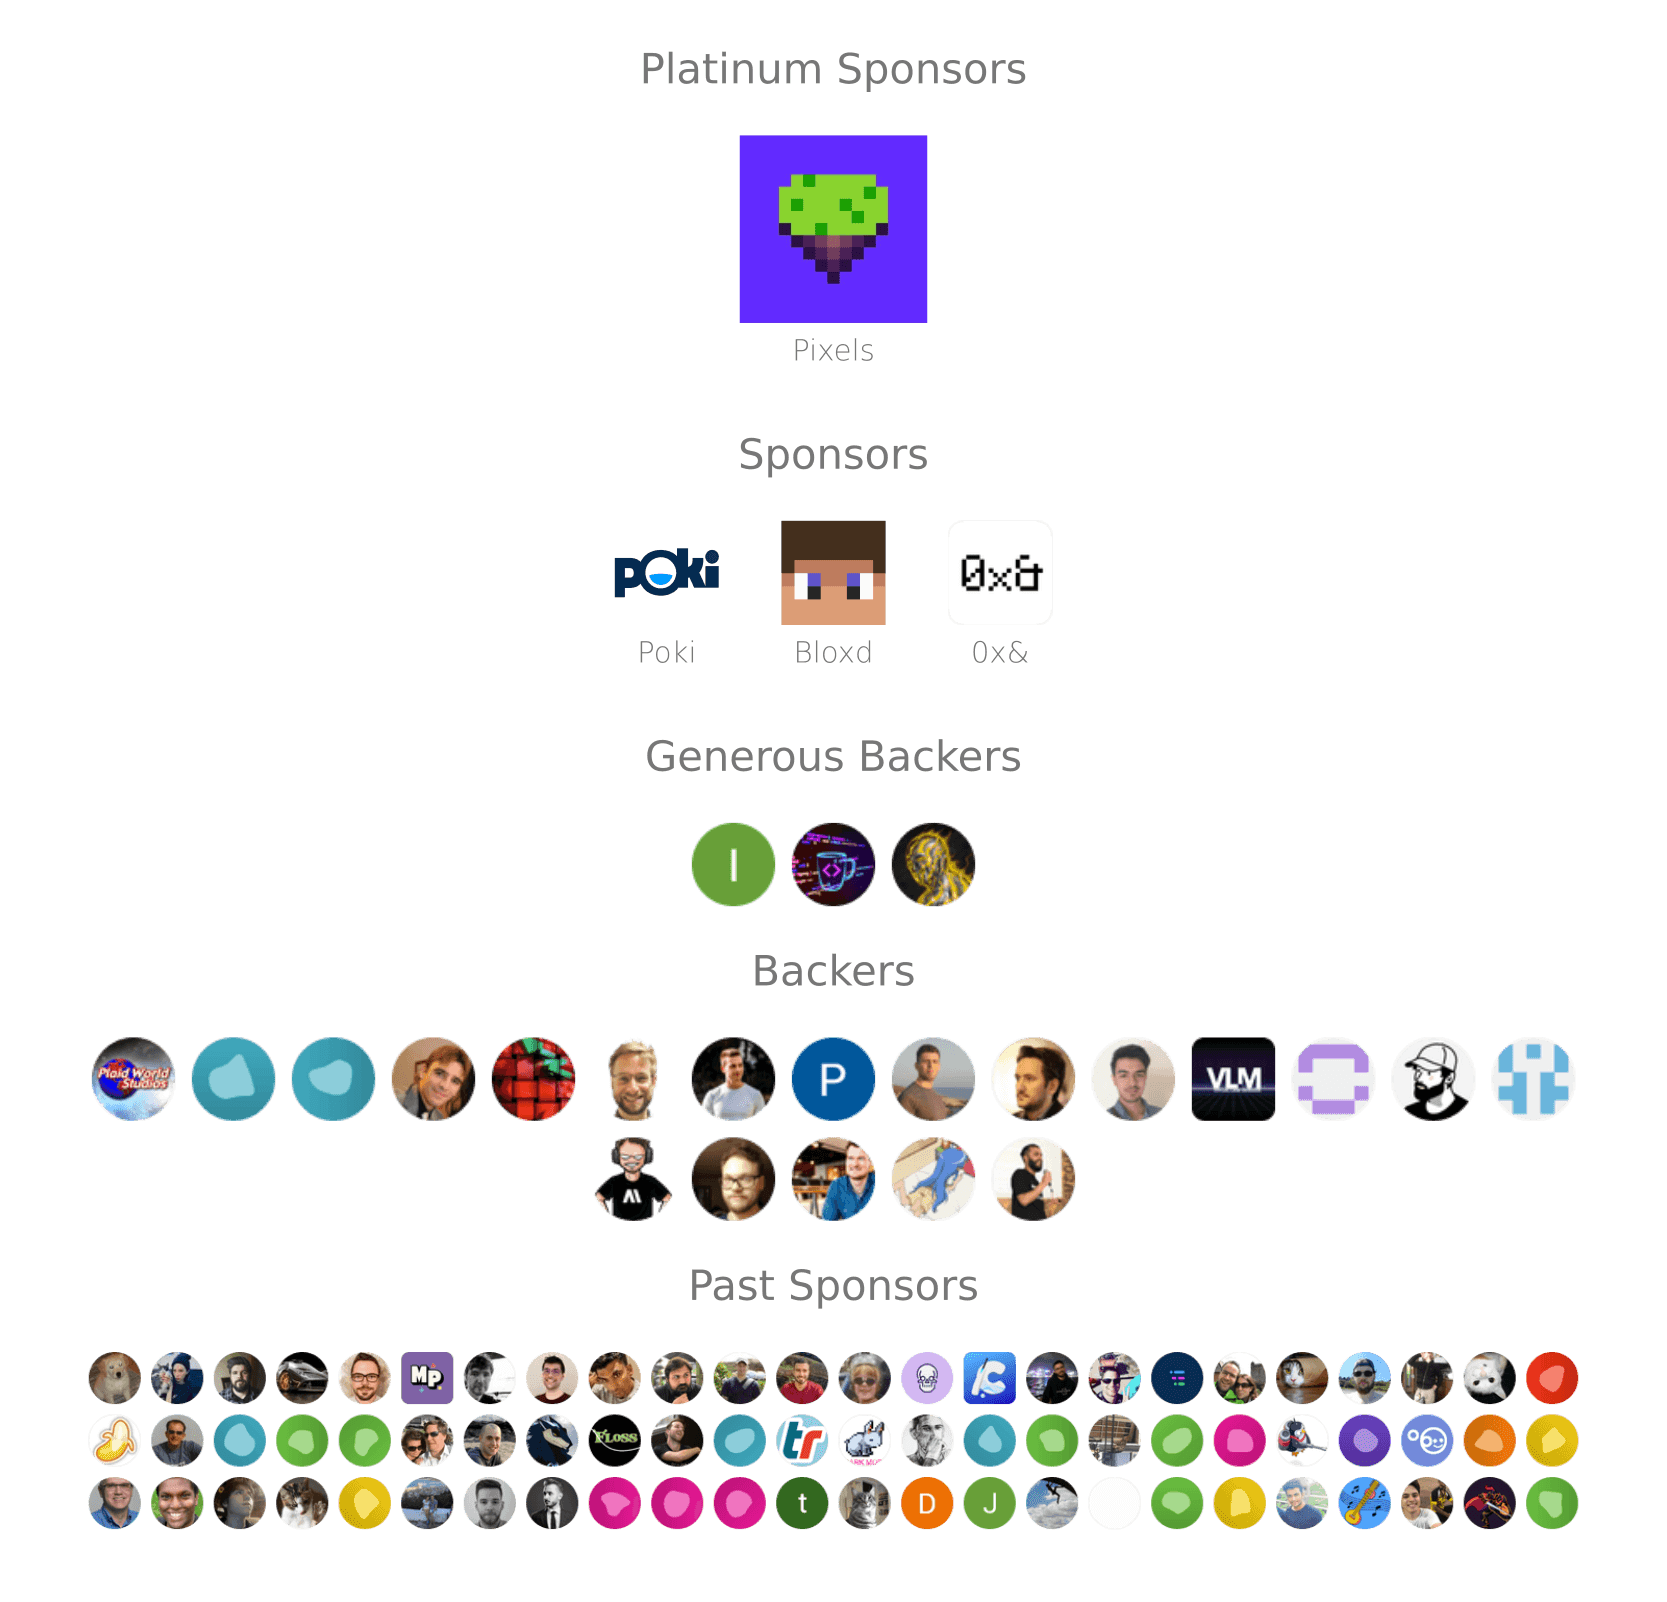 Platinum Sponsors
Pixels
Sponsors
poki
0x&
Poki Bloxd 0x&
Generous Backers
I
<>
Backers
Plaid World
Studios
P
VLM
Past Sponsors
MP
FLOSS
tr
t
D
J